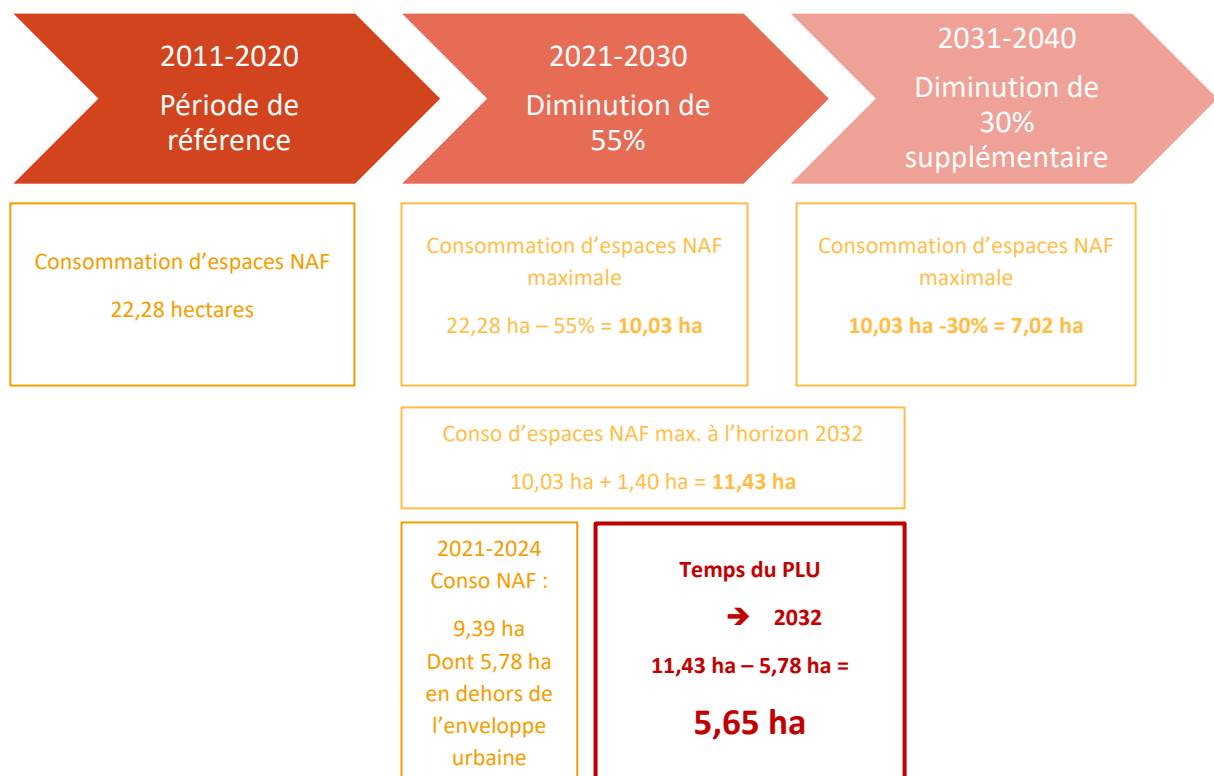 2011-2020
Période de
référence
2021-2030
Diminution de
55%
2031-2040
Diminution de
30%
supplémentaire
Consommation d’espaces NAF
22,28 hectares
Consommation d’espaces NAF
maximale
22,28 ha – 55% = 10,03 ha
Consommation d’espaces NAF
maximale
10,03 ha -30% = 7,02 ha
Conso d’espaces NAF max. à l’horizon 2032
10,03 ha + 1,40 ha = 11,43 ha
2021-2024
Conso NAF :
9,39 ha
Dont 5,78 ha
en dehors de
l’enveloppe
urbaine
Temps du PLU
➔ 2032
11,43 ha – 5,78 ha =
5,65 ha